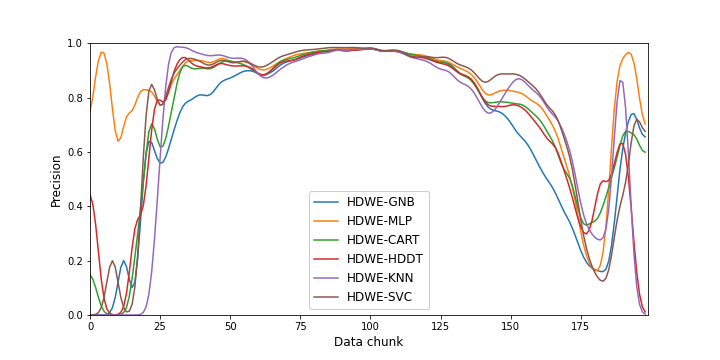 1.0
0.8
0.6
0.4
0.2
0.0
Precision
HDWE-GNB
HDWE-MLP
HDWE-CART
HDWE-HDDT
HDWE-KNN
HDWE-SVC
0 25 50 75 100 125 150 175
Data chunk